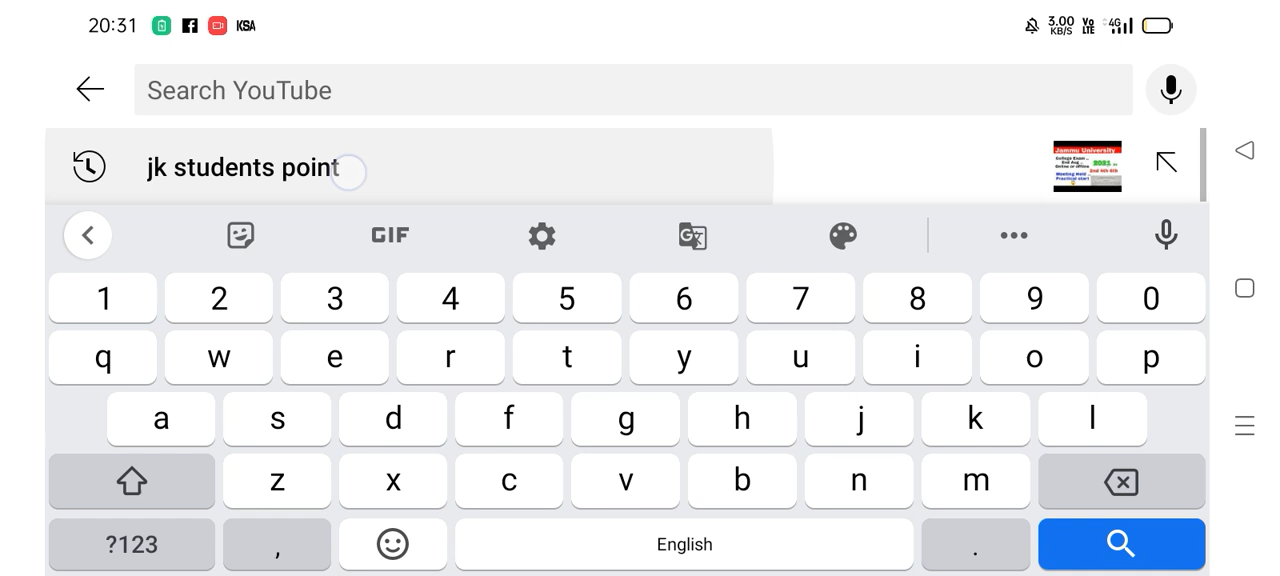 20:31 KSA 3.00 KB/S Vo LTE 4G
Search YouTube
jk students point
Jammu University
2021
GIF
1 2 3 4 5 6 7 8 9 0
q w e r t y u i o p
a s d f g h j k l
z x c v b n m
?123 , English .